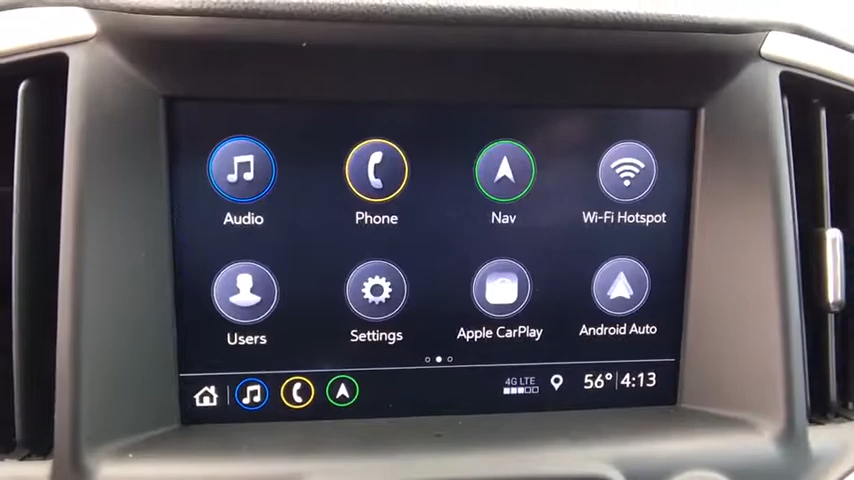 Audio Phone Nav Wi-Fi Hotspot
Users Settings Apple CarPlay Android Auto
4G LTE 56° 4:13